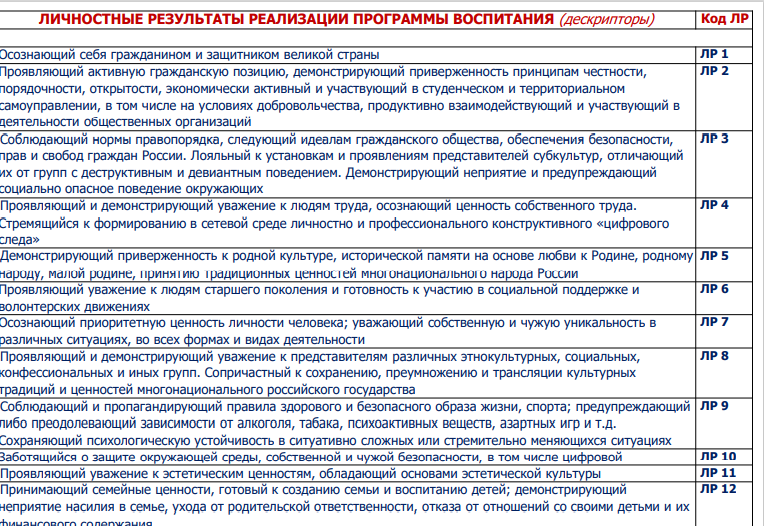 ЛИЧНОСТНЫЕ РЕЗУЛЬТАТЫ РЕАЛИЗАЦИИ ПРОГРАММЫ ВОСПИТАНИЯ (дескрипторы) Код ЛР
Осознающий себя гражданином и защитником великой страны ЛР 1
Проявляющий активную гражданскую позицию, демонстрирующий приверженность принципам честности, ЛР 2
порядочности, открытости, экономически активный и участвующий в студенческом и территориальном
самоуправлении, в том числе на условиях добровольчества, продуктивно взаимодействующий и участвующий в
деятельности общественных организаций
Соблюдающий нормы правопорядка, следующий идеалам гражданского общества, обеспечения безопасности, ЛР 3
прав и свобод граждан России. Лояльный к установкам и проявлениям представителей субкультур, отличающий
их от групп с деструктивным и девиантным поведением. Демонстрирующий неприятие и предупреждающий
социально опасное поведение окружающих
Проявляющий и демонстрирующий уважение к людям труда, осознающий ценность собственного труда. ЛР 4
Стремящийся к формированию в сетевой среде личностно и профессионального конструктивного «цифрового
следа»
Демонстрирующий приверженность к родной культуре, исторической памяти на основе любви к Родине, родному ЛР 5
народу, малой родине, принятию традиционных ценностей многонационального народа России
Проявляющий уважение к людям старшего поколения и готовность к участию в социальной поддержке и ЛР 6
волонтерских движениях
Осознающий приоритетную ценность личности человека; уважающий собственную и чужую уникальность в ЛР 7
различных ситуациях, во всех формах и видах деятельности
Проявляющий и демонстрирующий уважение к представителям различных этнокультурных, социальных, ЛР 8
конфессиональных и иных групп. Сопричастный к сохранению, преумножению и трансляции культурных
традиций и ценностей многонационального российского государства
Соблюдающий и пропагандирующий правила здорового и безопасного образа жизни, спорта; предупреждающий ЛР 9
либо преодолевающий зависимости от алкоголя, табака, психоактивных веществ, азартных игр и т.д.
Сохраняющий психологическую устойчивость в ситуативно сложных или стремительно меняющихся ситуациях
Заботящийся о защите окружающей среды, собственной и чужой безопасности, в том числе цифровой ЛР 10
Проявляющий уважение к эстетическим ценностям, обладающий основами эстетической культуры ЛР 11
Принимающий семейные ценности, готовый к созданию семьи и воспитанию детей; демонстрирующий ЛР 12
неприятие насилия в семье, ухода от родительской ответственности, отказа от отношений со своими детьми и их
финансового содержания